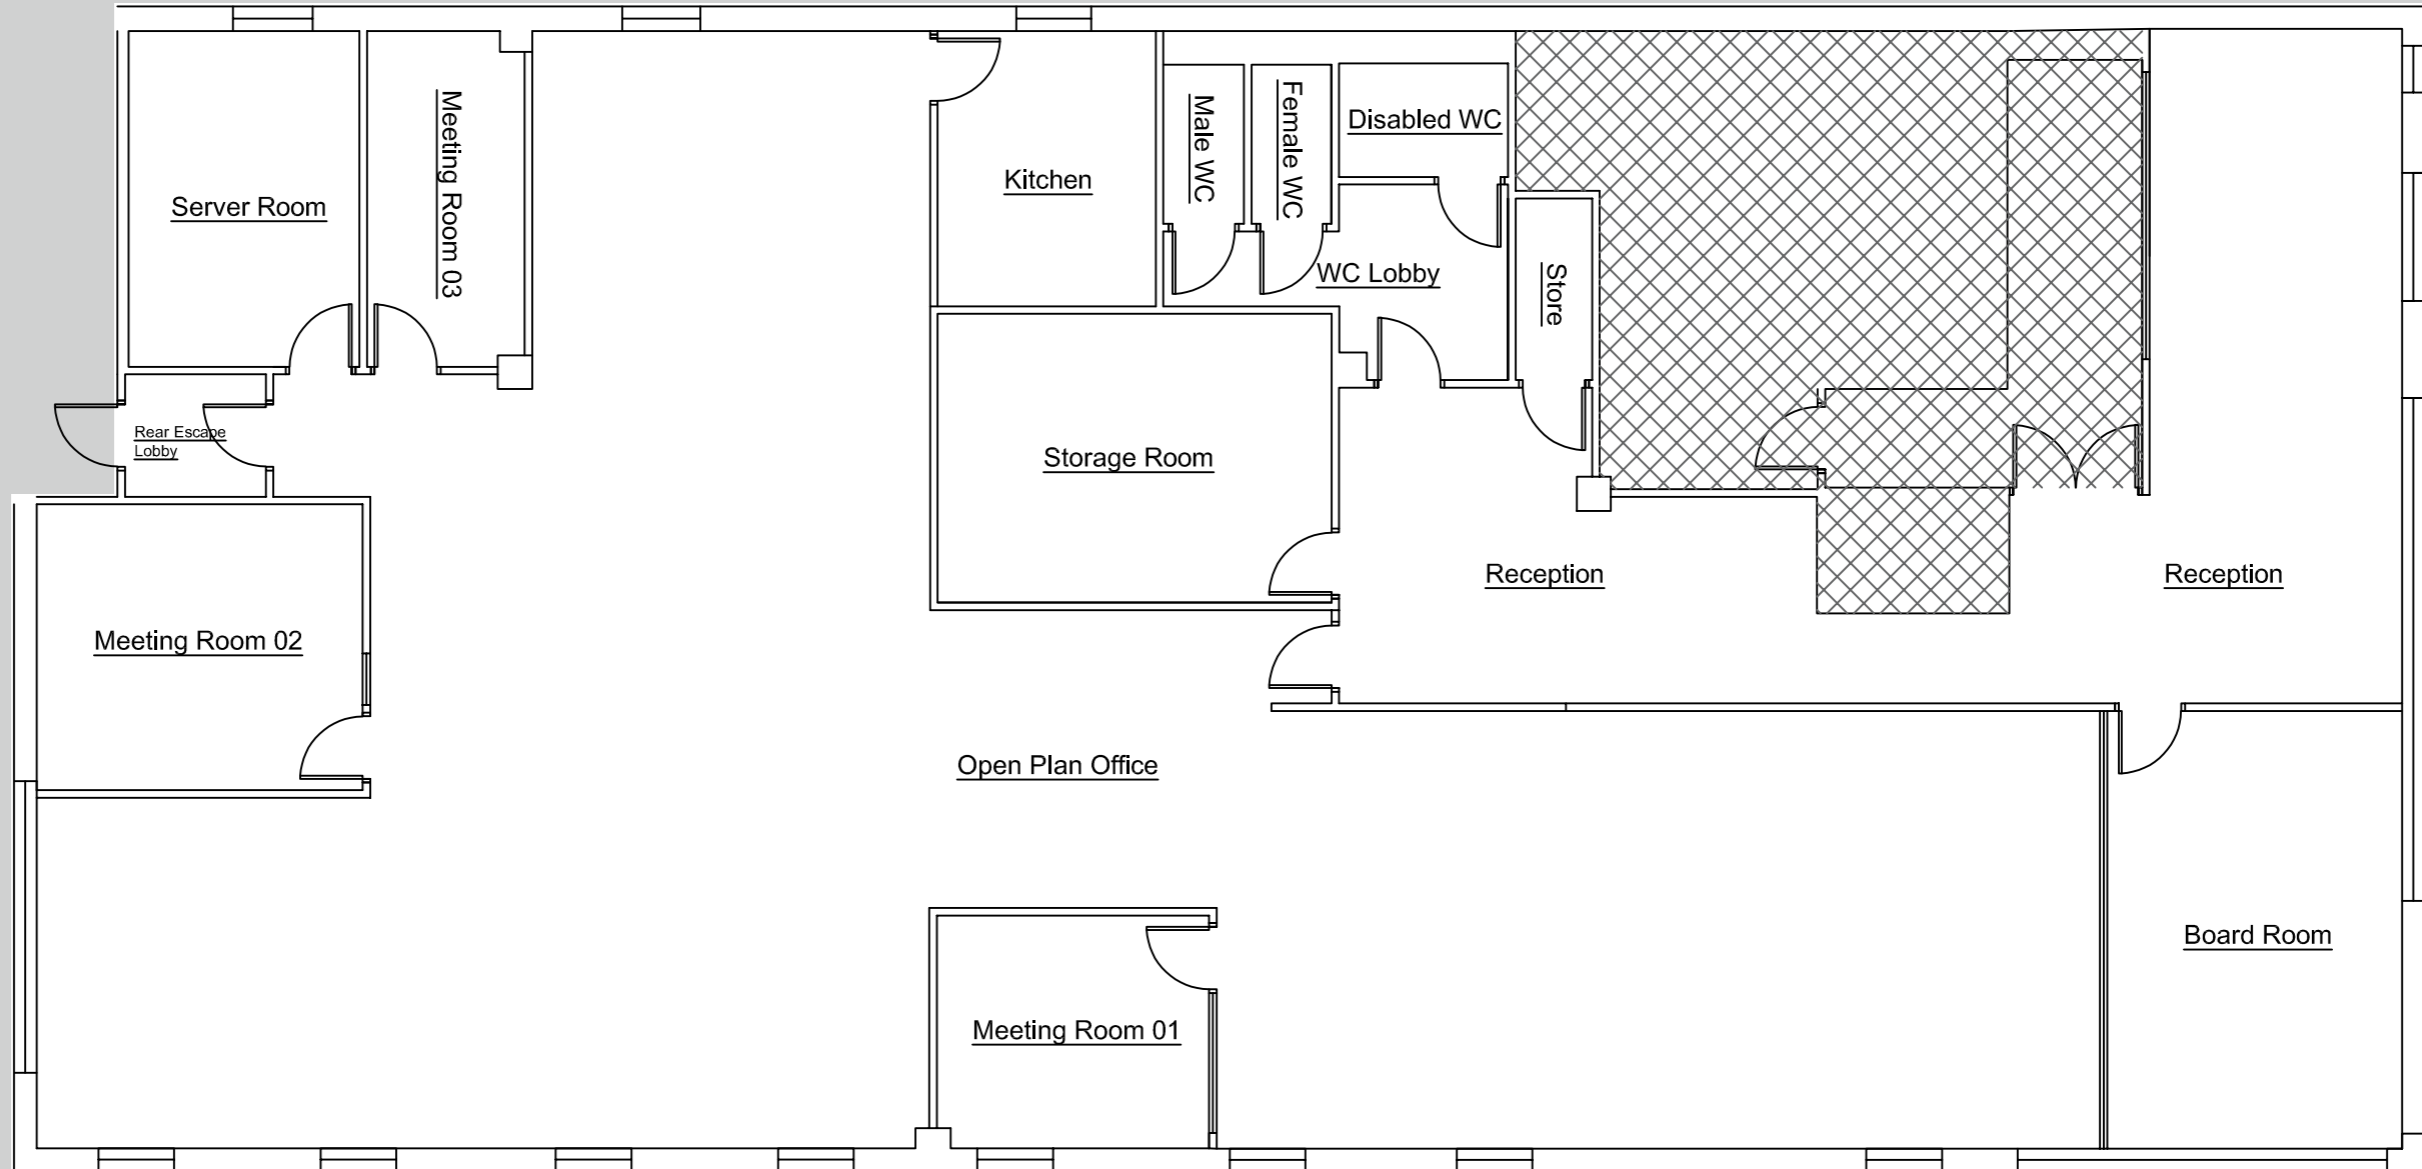 Server Room
Meeting Room 03
Kitchen
Male WC
Female WC
Disabled WC
WC Lobby
Store
Rear Escape
Lobby
Storage Room
Reception
Reception
Meeting Room 02
Open Plan Office
Board Room
Meeting Room 01